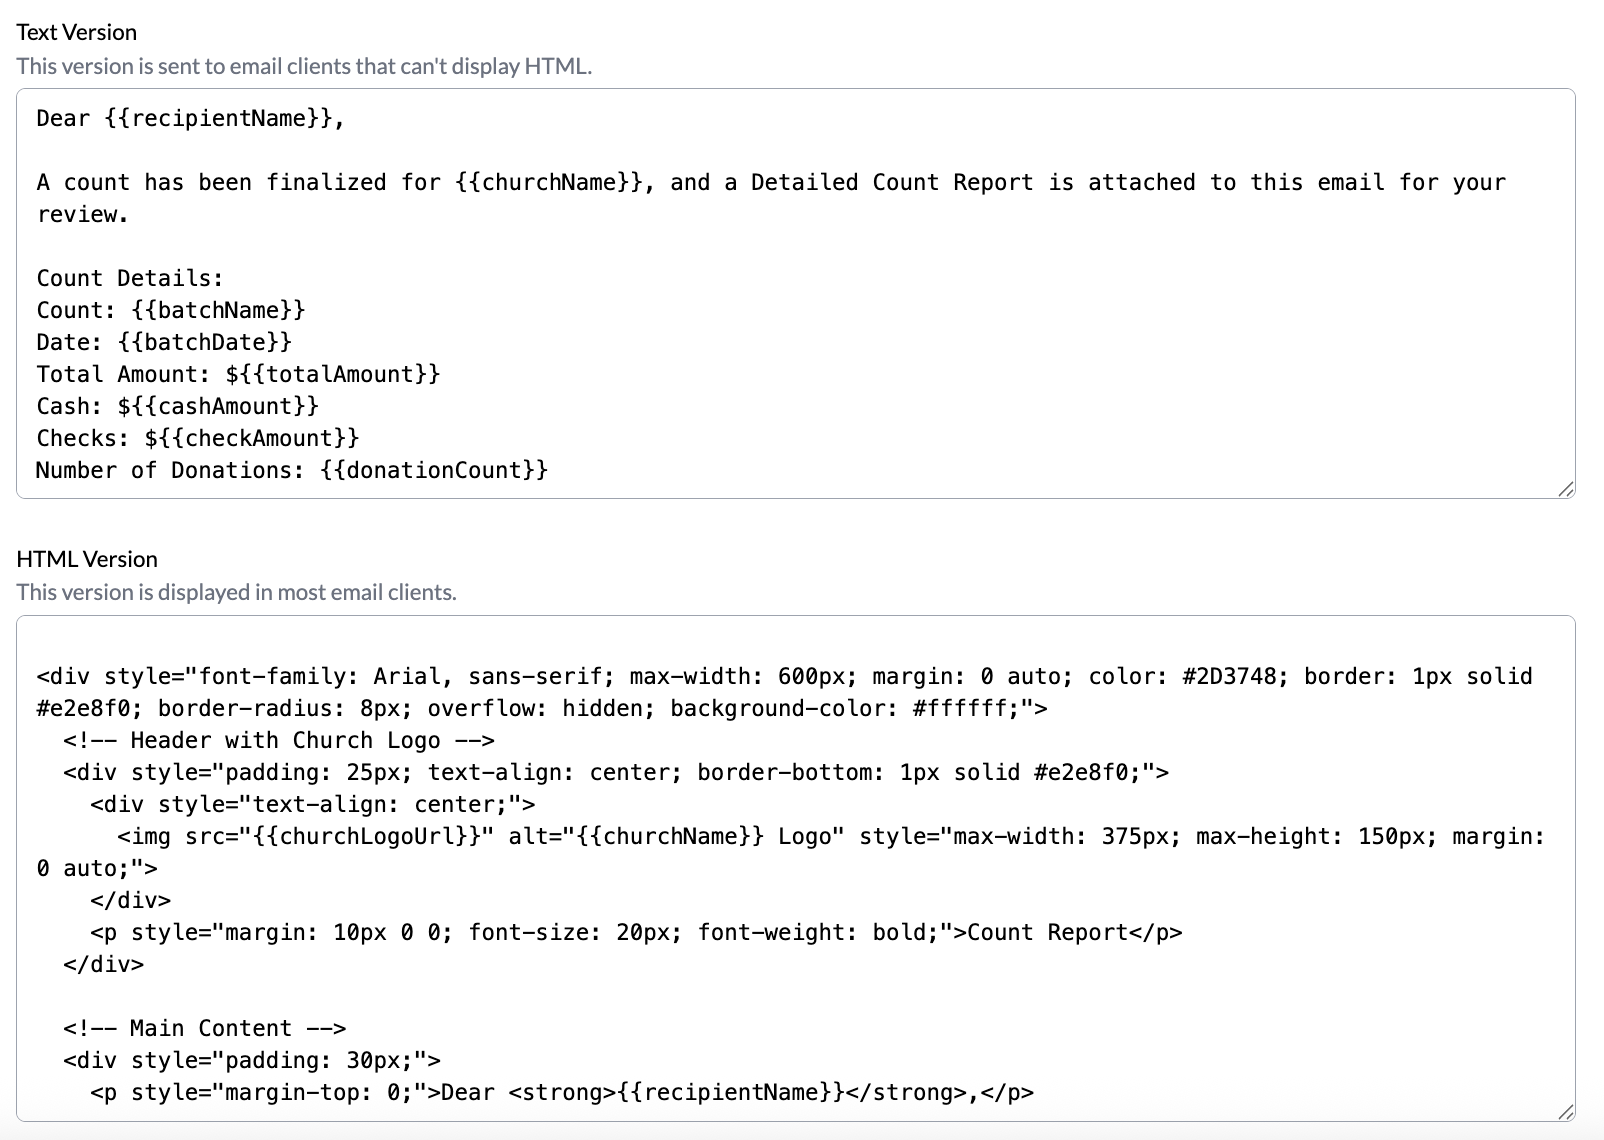 Text Version
This version is sent to email clients that can't display HTML.
Dear {{recipientName}},
A count has been finalized for {{churchName}}, and a Detailed Count Report is attached to this email for your
review.
Count Details:
Count: {{batchName}}
Date: {{batchDate}}
Total Amount: ${{totalAmount}}
Cash: ${{cashAmount}}
Checks: ${{checkAmount}}
Number of Donations: {{donationCount}}
HTML Version
This version is displayed in most email clients.
<div style="font-family: Arial, sans-serif; max-width: 600px; margin: 0 auto; color: #2D3748; border: 1px solid
#e2e8f0; border-radius: 8px; overflow: hidden; background-color: #ffffff;">
  <!-- Header with Church Logo -->
  <div style="padding: 25px; text-align: center; border-bottom: 1px solid #e2e8f0;">
    <div style="text-align: center;">
      <img src="{{churchLogoUrl}}" alt="{{churchName}} Logo" style="max-width: 375px; max-height: 150px; margin:
0 auto;">
    </div>
    <p style="margin: 10px 0 0; font-size: 20px; font-weight: bold;">Count Report</p>
  </div>
  <!-- Main Content -->
  <div style="padding: 30px;">
    <p style="margin-top: 0;">Dear <strong>{{recipientName}}</strong>,</p>